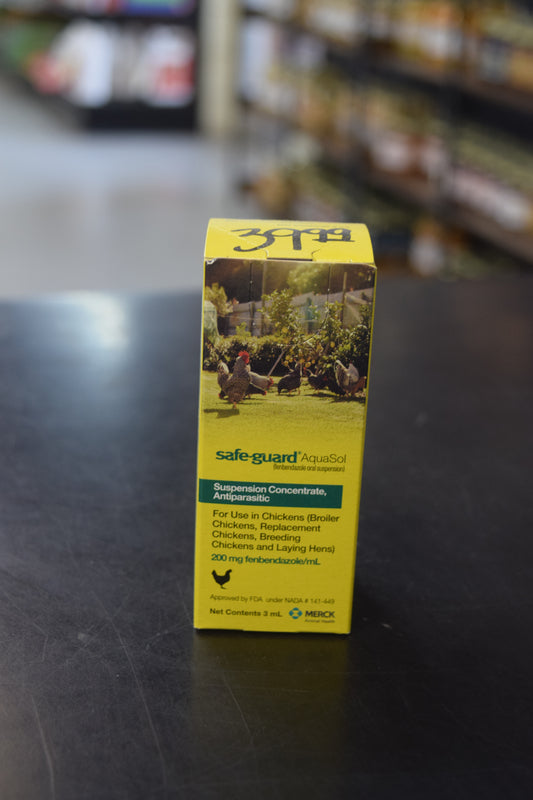 3999
safe-guard® AquaSol
(fenbendazole oral suspension)
Suspension Concentrate,
Antiparasitic
For Use in Chickens (Broiler
Chickens, Replacement
Chickens, Breeding
Chickens and Laying Hens)
200 mg fenbendazole/mL
Approved by FDA under NADA # 141-449
Net Contents 3 mL
MERCK
Animal Health